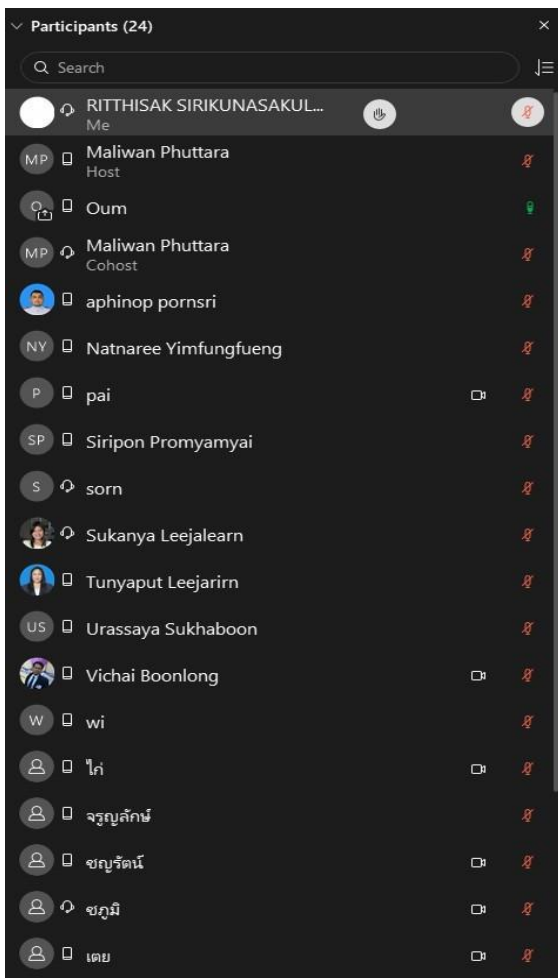 Participants (24)
Search
RITTHISAK SIRIKUNASAKUL...
Me
MP Maliwan Phuttara
Host
O Oum
MP Maliwan Phuttara
Cohost
aphinop pornsri
NY Natnaree Yimfungfueng
P pai
SP Siripon Promyamyai
S sorn
Sukanya Leejalearn
Tunyaput Leejarirn
US Urassaya Sukhaboon
Vichai Boonlong
W wi
ไก่
จรูญลักษ์
ชญรัตน์
ชภูมิ
เตย